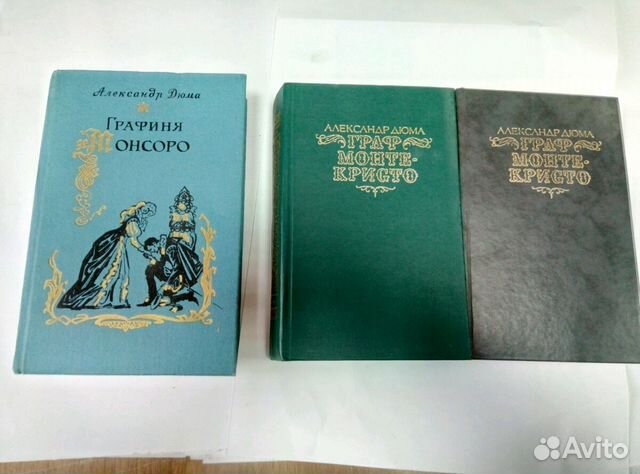 Александр Дюма
Графиня
Монсоро
АЛЕКСАНДР ДЮМА
ГРАФ
МОНТЕ-
КРИСТО
АЛЕКСАНДР ДЮМА
ГРАФ
МОНТЕ-
КРИСТО
Avito